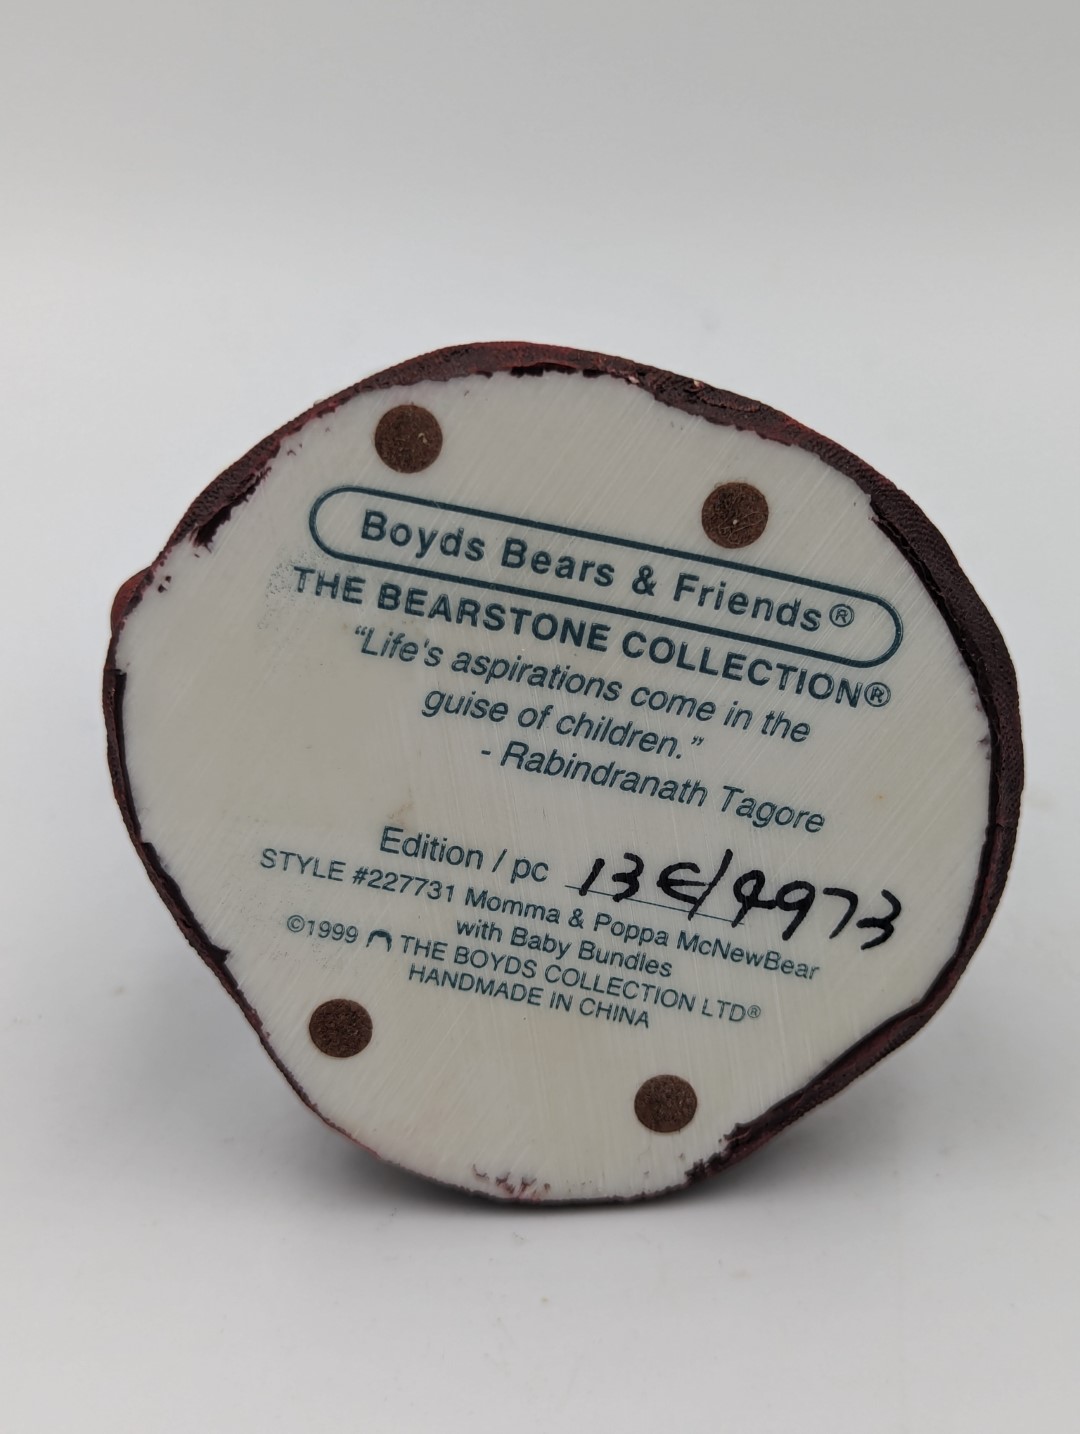 Boyds Bears & Friends®
THE BEARSTONE COLLECTION®
“Life's aspirations come in the
guise of children.”
- Rabindranath Tagore
Edition / pc 13E/4973
STYLE #227731 Momma & Poppa McNewBear
with Baby Bundles
©1999 THE BOYDS COLLECTION LTD®
HANDMADE IN CHINA